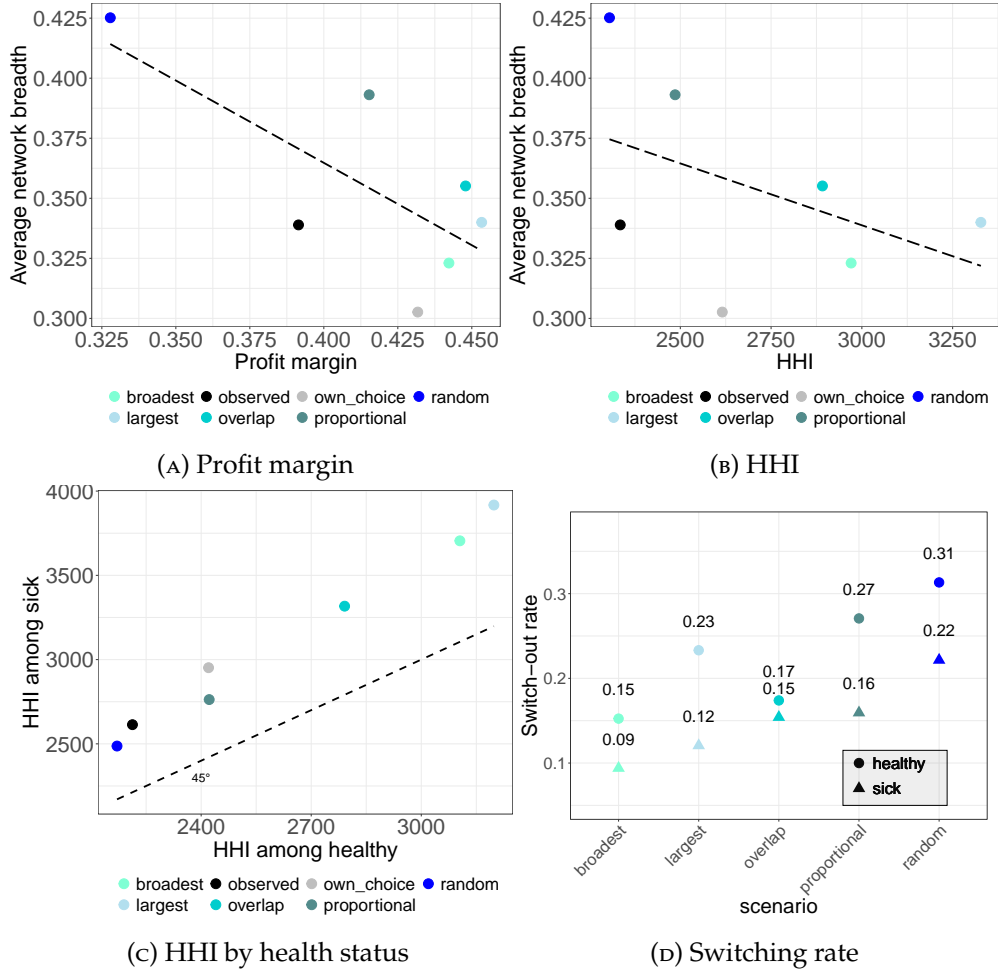 0.425
0.400
0.375
0.350
0.325
0.300
Average network breadth
0.325 0.350 0.375 0.400 0.425 0.450
Profit margin
broadest observed own_choice random
largest overlap proportional
(A) Profit margin
0.425
0.400
0.375
0.350
0.325
0.300
Average network breadth
2500 2750 3000 3250
HHI
broadest observed own_choice random
largest overlap proportional
(B) HHI
4000
3500
3000
2500
HHI among sick
45°
2400 2700 3000
HHI among healthy
broadest observed own_choice random
largest overlap proportional
(C) HHI by health status
0.3
0.2
0.1
Switch−out rate
0.15
0.09
0.23
0.12
0.17
0.15
0.27
0.16
0.31
0.22
healthy
sick
broadest
largest
overlap
proportional
random
scenario
(D) Switching rate